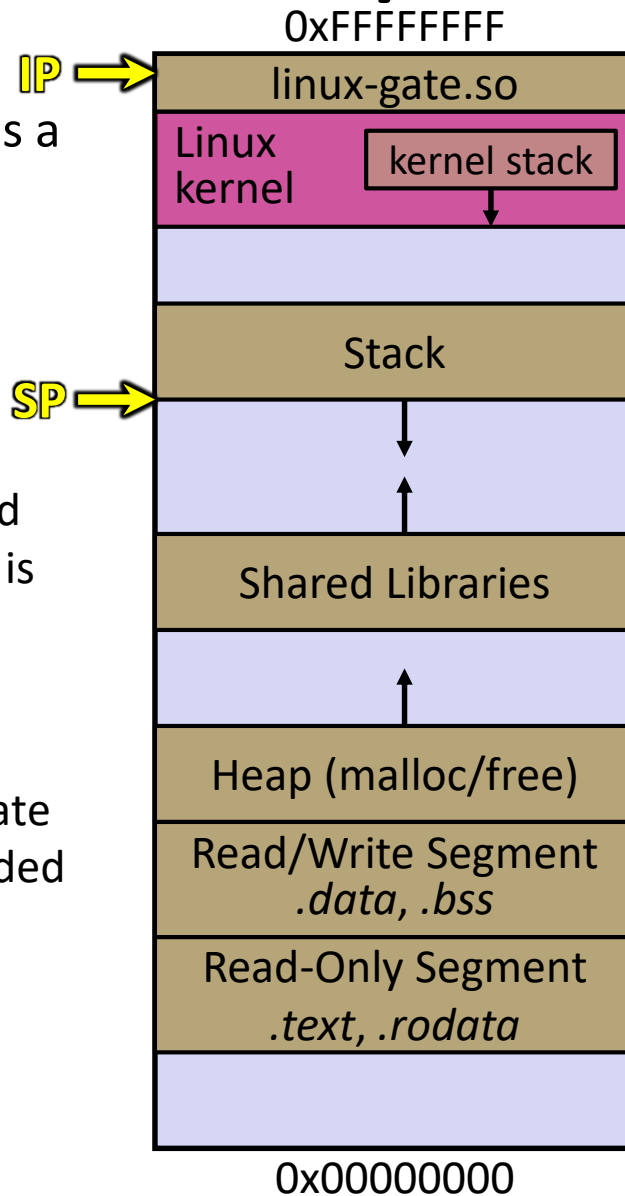 0xFFFFFFFF
IP
linux-gate.so
s a
Linux
kernel
kernel stack
Stack
SP
d
is
Shared Libraries
Heap (malloc/free)
ate
ded
Read/Write Segment
.data, .bss
Read-Only Segment
.text, .rodata
0x00000000